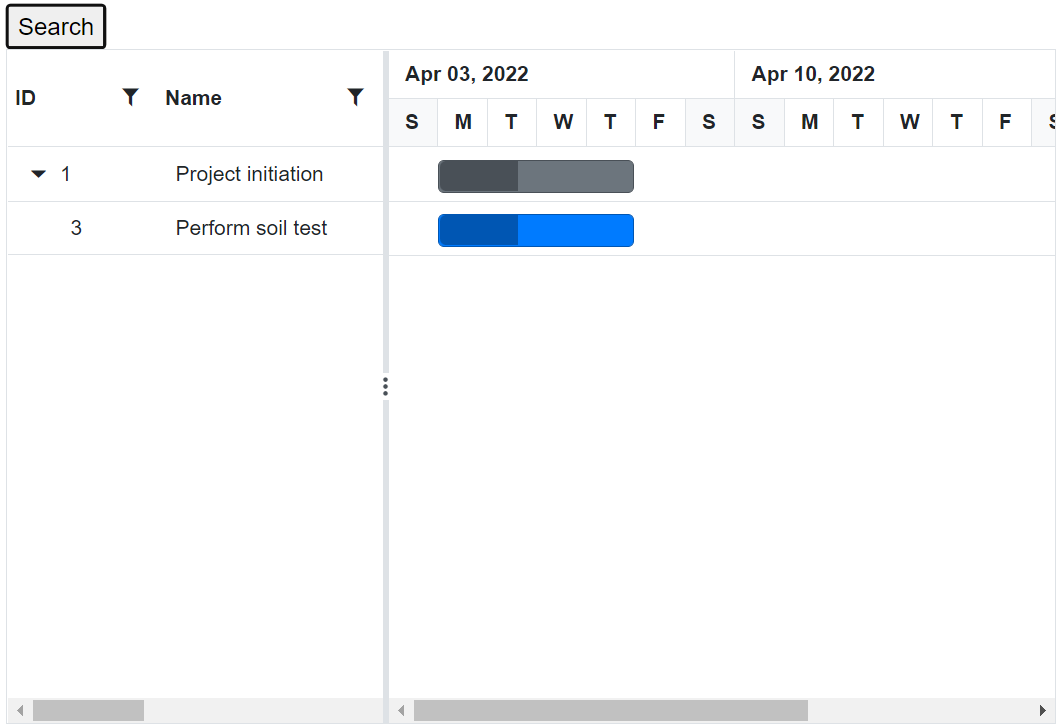 Search
ID Name
Apr 03, 2022 Apr 10, 2022
S M T W T F S S M T W T F S
1 Project initiation
3 Perform soil test